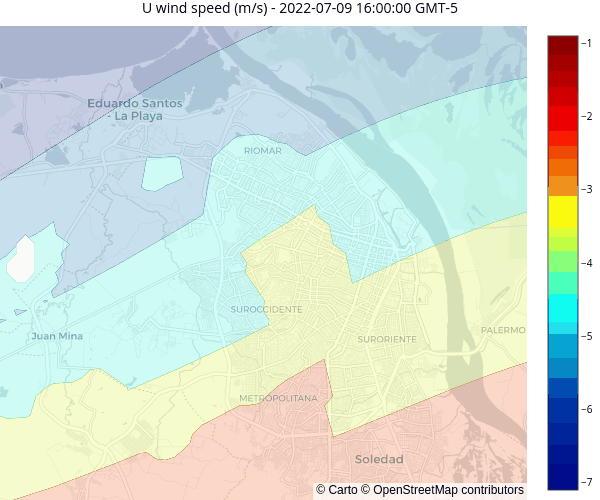 U wind speed (m/s) - 2022-07-09 16:00:00 GMT-5
Eduardo Santos
- La Playa
RIOMAR
SUROCCIDENTE
Juan Mina
SURORIENTE
PALERMO
METROPOLITANA
Soledad
© Carto © OpenStreetMap contributors
−1
−2
−3
−4
−5
−6
−7